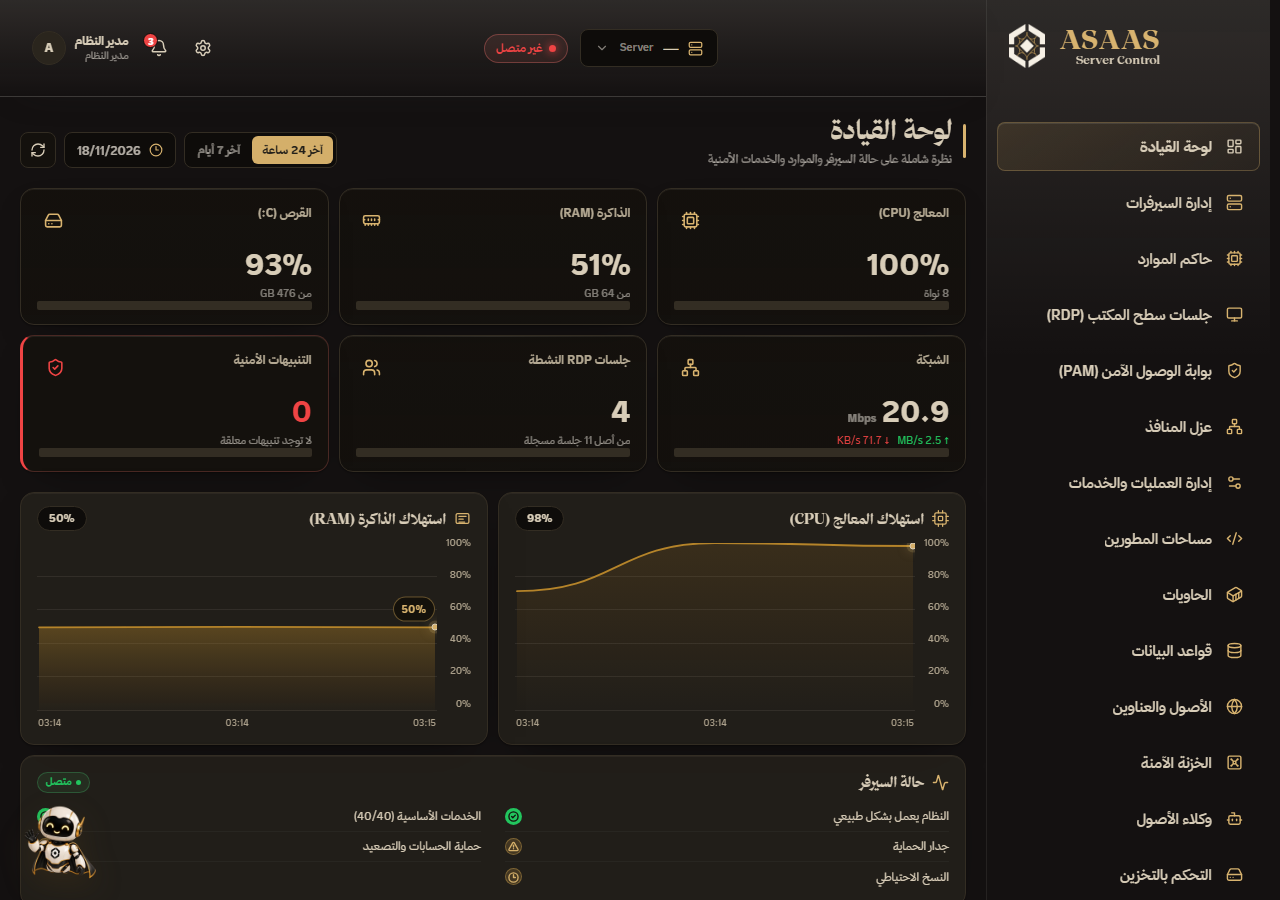 ASAAS
Server Control
لوحة القيادة
إدارة السيرفرات
حاكم الموارد
جلسات سطح المكتب (RDP)
بوابة الوصول الآمن (PAM)
عزل المنافذ
إدارة العمليات والخدمات
مساحات المطورين
الحاويات
قواعد البيانات
الأصول والعناوين
الخزنة الآمنة
وكلاء الأصول
التحكم بالتخزين
— Server
غير متصل
3
مدير النظام
مدير النظام
A
لوحة القيادة
نظرة شاملة على حالة السيرفر والموارد والخدمات الأمنية
آخر 24 ساعة
آخر 7 أيام
18/11/2026
المعالج (CPU)
100%
8 نواة
الذاكرة (RAM)
51%
من 64 GB
القرص (C:)
93%
من 476 GB
الشبكة
20.9 Mbps
↑ 2.5 MB/s ↓ 71.7 KB/s
جلسات RDP النشطة
4
من أصل 11 جلسة مسجلة
التنبيهات الأمنية
0
لا توجد تنبيهات معلقة
استهلاك المعالج (CPU)
98%
100%
80%
60%
40%
20%
0%
03:14
03:14
03:15
استهلاك الذاكرة (RAM)
50%
100%
80%
60%
40%
20%
0%
50%
03:14
03:14
03:15
حالة السيرفر
متصل
النظام يعمل بشكل طبيعي
الخدمات الأساسية (40/40)
جدار الحماية
حماية الحسابات والتصعيد
النسخ الاحتياطي